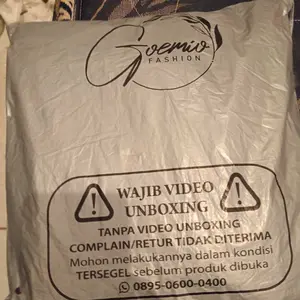 Goemiv
FASHION
WAJIB VIDEO
UNBOXING
TANPA VIDEO UNBOXING
COMPLAIN/RETUR TIDAK DITERIMA
Mohon melakukannya dalam kondisi
TERSEGEL sebelum produk dibuka
0895-0600-0400